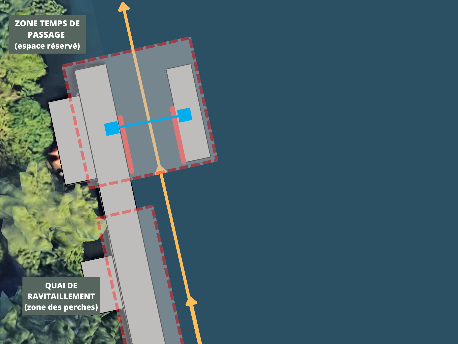 ZONE TEMPS DE
PASSAGE
(espace réservé)
QUAI DE
RAVITAILLEMENT
(zone des perches)